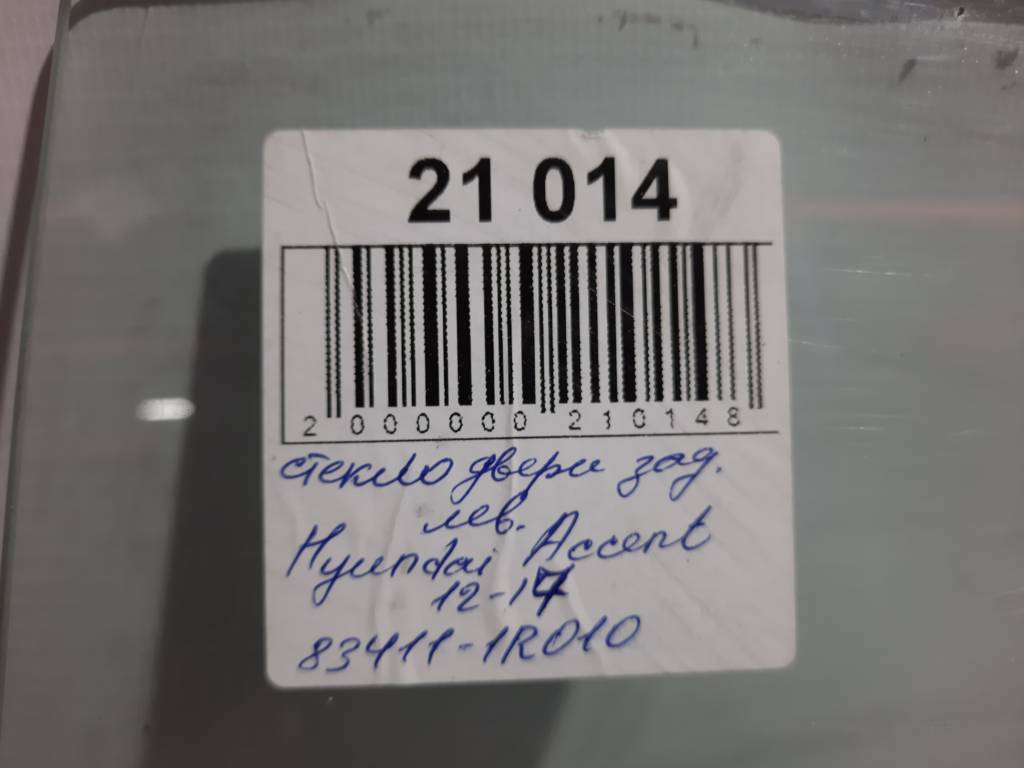 21 014
2 000000 210148
стекло двери зад.
лев.
Hyundai Accent
12-17
83411-1R010